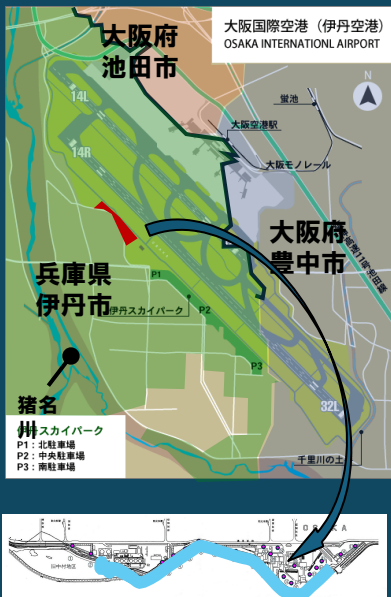 大阪府
池田市
大阪国際空港（伊丹空港）
OSAKA INTERNATIONL AIRPORT
N
14L
14R
蛍池
大阪空港駅
大阪モノレール
大阪府
豊中市
兵庫県
伊丹市
P1
伊丹スカイパーク
P2
P3
32L
猪名
川
伊丹スカイパーク
P1：北駐車場
P2：中央駐車場
P3：南駐車場
千里川の土
O S A K A